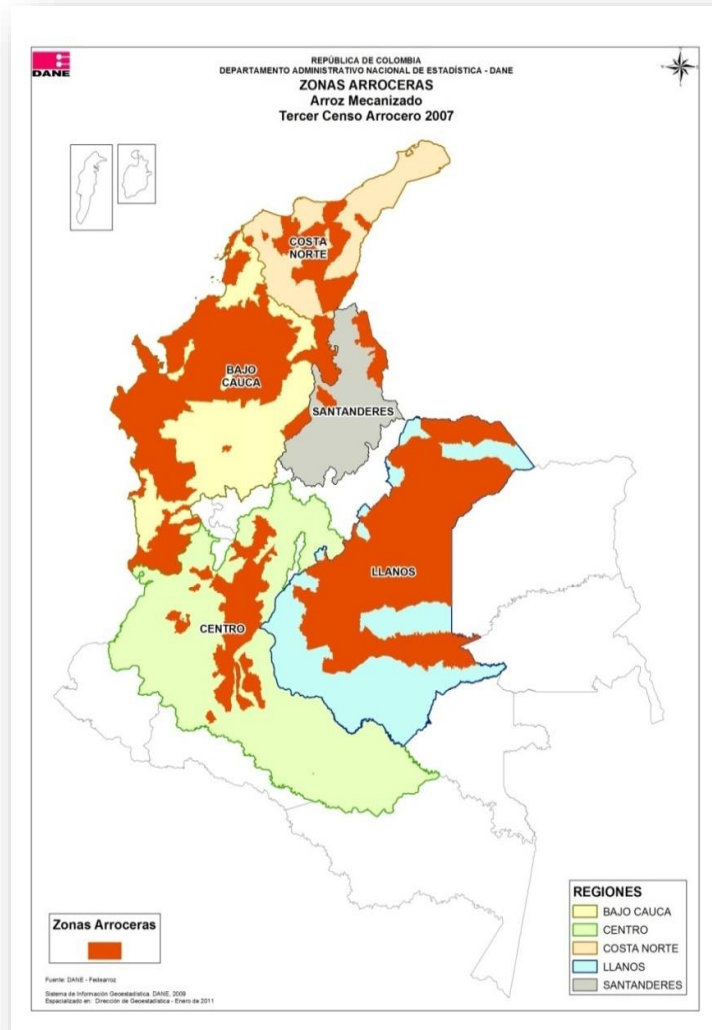 DANE
REPÚBLICA DE COLOMBIA
DEPARTAMENTO ADMINISTRATIVO NACIONAL DE ESTADÍSTICA - DANE
ZONAS ARROCERAS
Arroz Mecanizado
Tercer Censo Arrocero 2007
COSTA
NORTE
BAJO
CAUCA
SANTANDERES
LLANOS
CENTRO
Zonas Arroceras
Fuente: DANE - Fedearroz
Sistema de Información Geoestadística. DANE, 2009
Espacializado en: Dirección de Geoestadística - Enero de 2011
REGIONES
BAJO CAUCA
CENTRO
COSTA NORTE
LLANOS
SANTANDERES